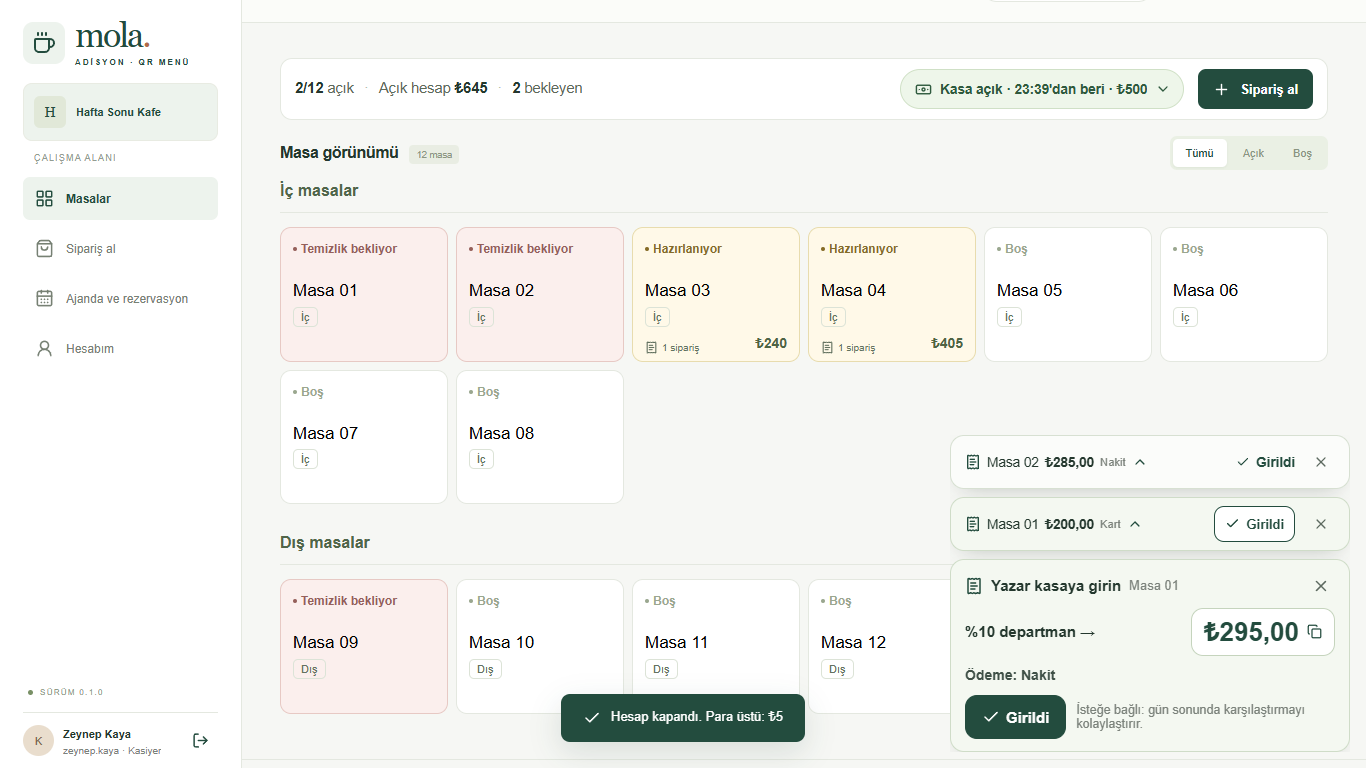 mola.
ADİSYON · QR MENÜ
H
Hafta Sonu Kafe
ÇALIŞMA ALANI
Masalar
Sipariş al
Ajanda ve rezervasyon
Hesabım
SÜRÜM 0.1.0
K
Zeynep Kaya
zeynep.kaya · Kasiyer
2/12 açık · Açık hesap ₺645 · 2 bekleyen
Kasa açık · 23:39'dan beri · ₺500
Sipariş al
Masa görünümü 12 masa
Tümü Açık Boş
İç masalar
• Temizlik bekliyor
Masa 01
İç
• Temizlik bekliyor
Masa 02
İç
• Hazırlanıyor
Masa 03
İç
1 sipariş ₺240
• Hazırlanıyor
Masa 04
İç
1 sipariş ₺405
• Boş
Masa 05
İç
• Boş
Masa 06
İç
• Boş
Masa 07
İç
• Boş
Masa 08
İç
Dış masalar
• Temizlik bekliyor
Masa 09
Dış
• Boş
Masa 10
Dış
• Boş
Masa 11
Dış
• Boş
Masa 12
Dış
Hesap kapandı. Para üstü: ₺5
Masa 02 ₺285,00 Nakit Girildi
Masa 01 ₺200,00 Kart Girildi
Yazar kasaya girin Masa 01
%10 departman → ₺295,00
Ödeme: Nakit
Girildi
İsteğe bağlı: gün sonunda karşılaştırmayı
kolaylaştırır.